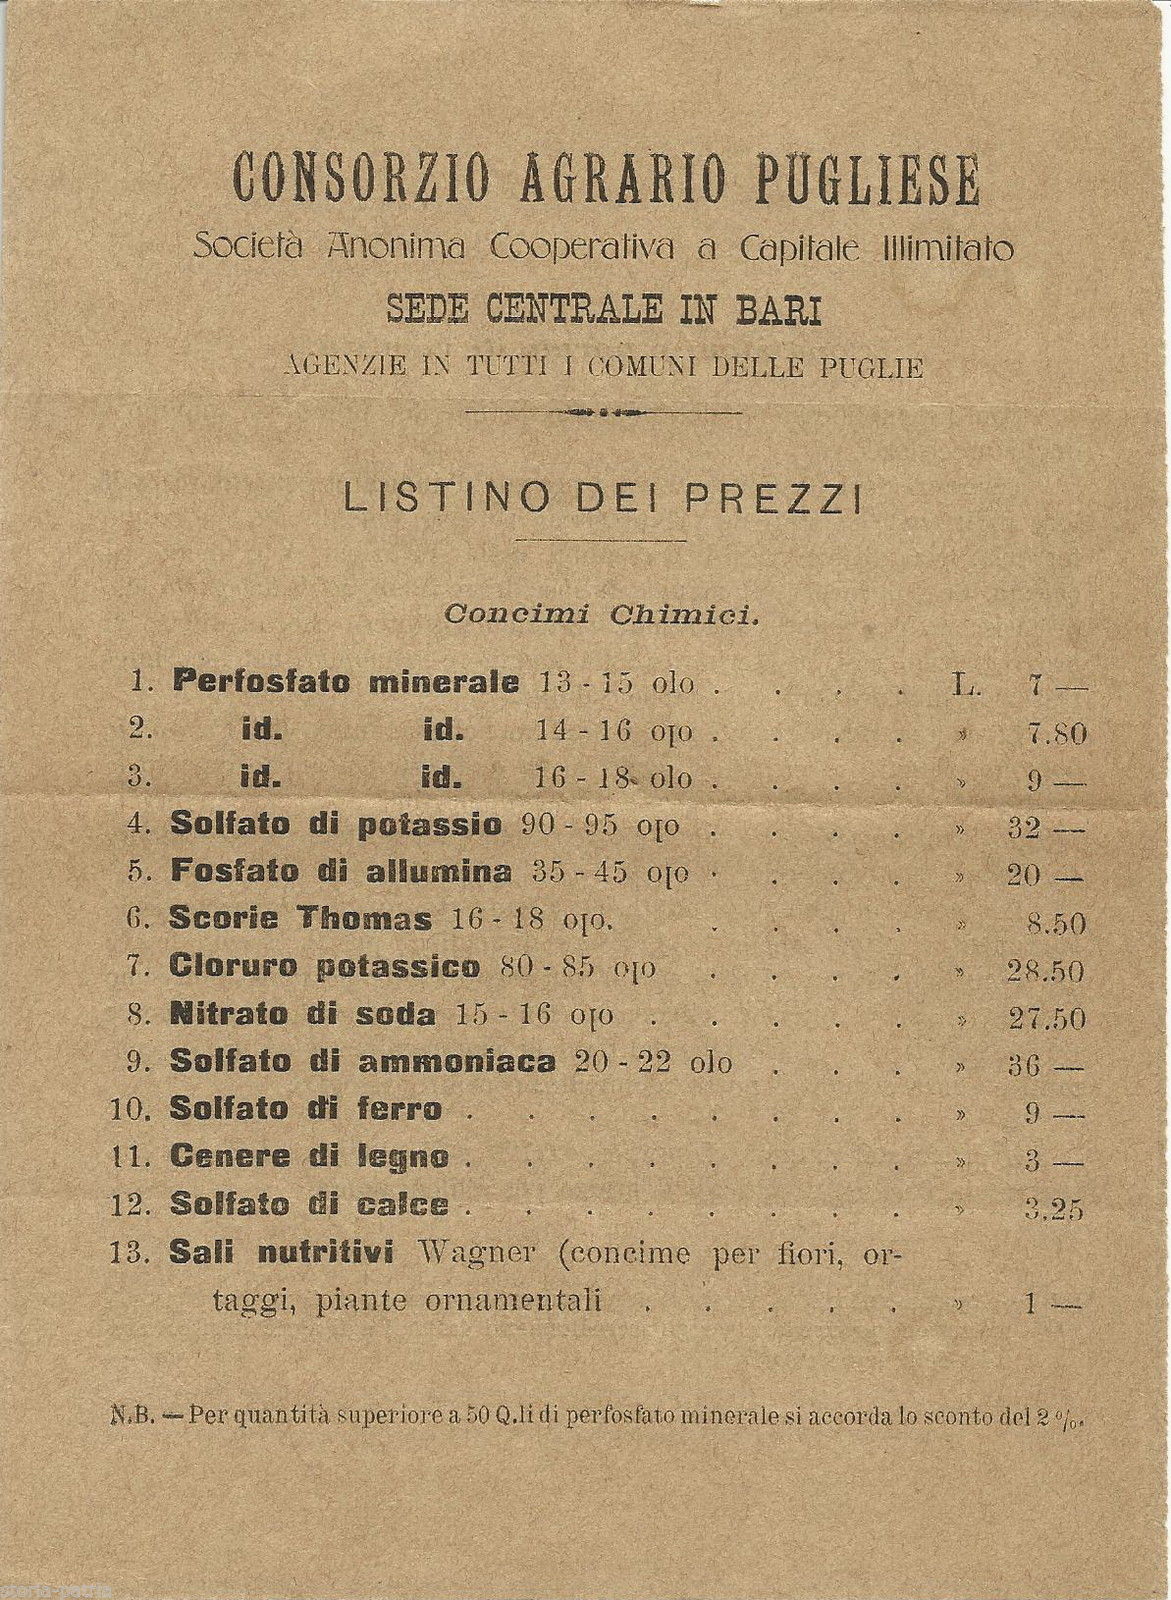 CONSORZIO AGRARIO PUGLIESE
Società Anonima Cooperativa a Capitale Illimitato
SEDE CENTRALE IN BARI
AGENZIE IN TUTTI I COMUNI DELLE PUGLIE
LISTINO DEI PREZZI
Concimi Chimici.
1. Perfosfato minerale 13 - 15 olo . . . . L. 7 —
2. id. id. 14 - 16 o|o . . . . » 7.80
3. id. id. 16 - 18 olo . . . . » 9 —
4. Solfato di potassio 90 - 95 o|o . . . . » 32 —
5. Fosfato di allumina 35 - 45 o|o . . . . » 20 —
6. Scorie Thomas 16 - 18 o|o. . . . . » 8.50
7. Cloruro potassico 80 - 85 o|o . . . . » 28.50
8. Nitrato di soda 15 - 16 o|o . . . . . » 27.50
9. Solfato di ammoniaca 20 - 22 olo . . . » 36 —
10. Solfato di ferro . . . . . . . . » 9 —
11. Cenere di legno . . . . . . . . » 3 —
12. Solfato di calce . . . . . . . . » 3.25
13. Sali nutritivi Wagner (concime per fiori, or-
taggi, piante ornamentali . . . . . » 1 —
N.B. — Per quantità superiore a 50 Q.li di perfosfato minerale si accorda lo sconto del 2 %.
storia-patria